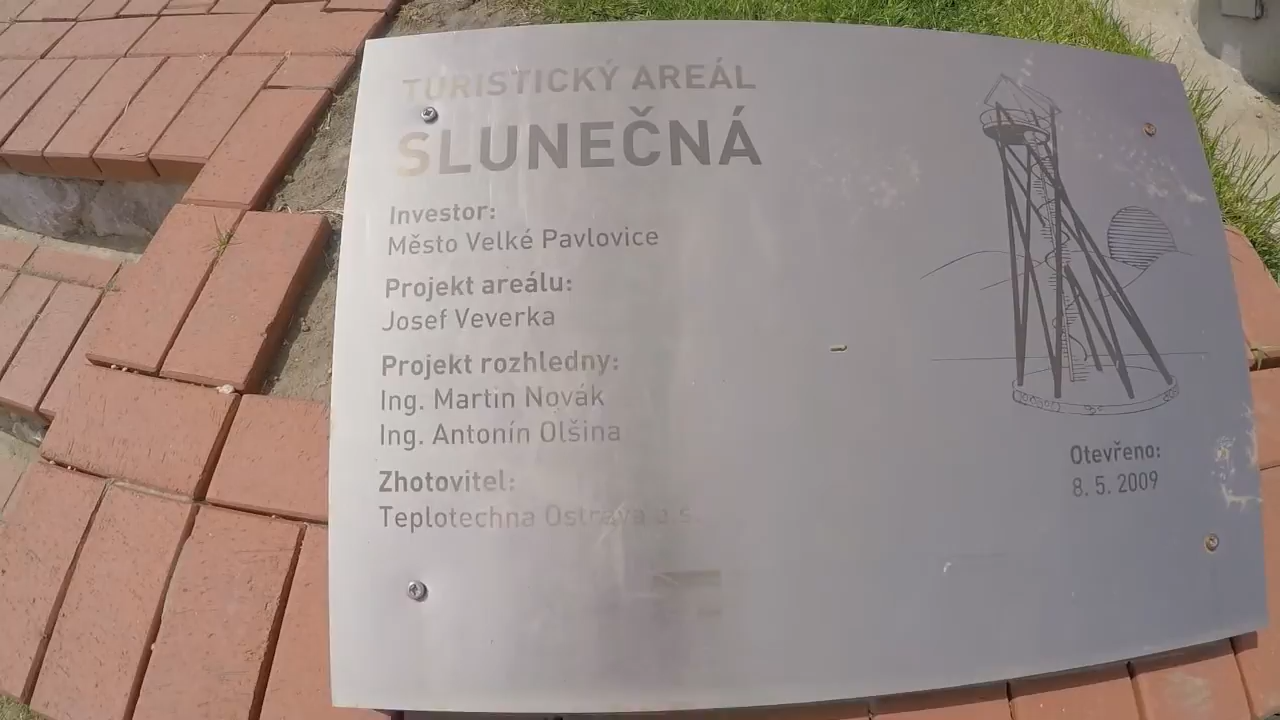 TURISTICKÝ AREÁL
SLUNEČNÁ
Investor:
Město Velké Pavlovice
Projekt areálu:
Josef Veverka
Projekt rozhledny:
Ing. Martin Novák
Ing. Antonín Olšina
Zhotovitel:
Teplotechna Ostrava a.s.
Otevřeno:
8. 5. 2009